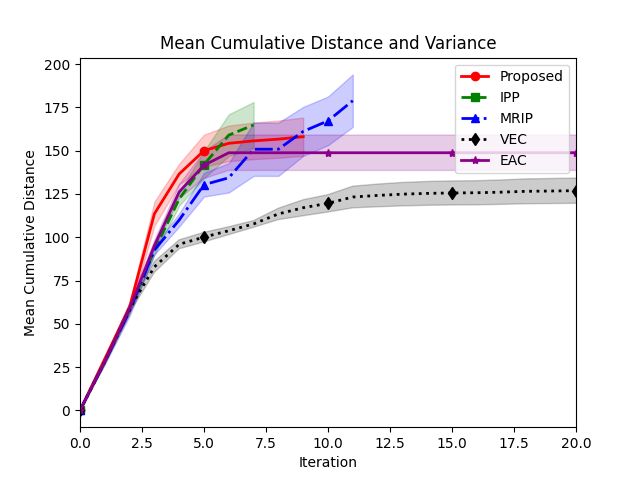 Mean Cumulative Distance and Variance
Mean Cumulative Distance
200
175
150
125
100
75
50
25
0
Proposed
IPP
MRIP
VEC
EAC
0.0 2.5 5.0 7.5 10.0 12.5 15.0 17.5 20.0
Iteration